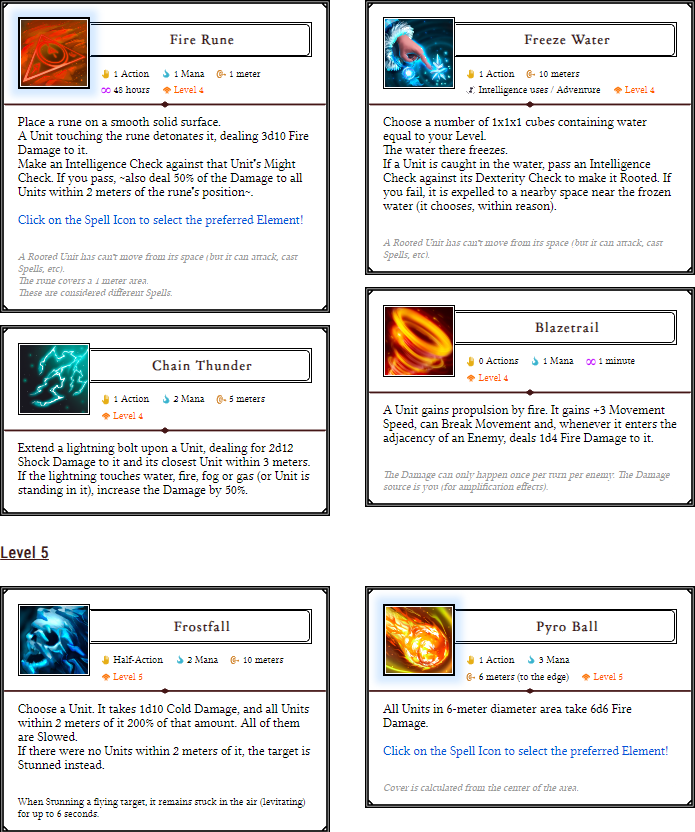 Fire Rune
1 Action 1 Mana 1 meter
48 hours Level 4
Place a rune on a smooth solid surface.
A Unit touching the rune detonates it, dealing 3d10 Fire
Damage to it.
Make an Intelligence Check against that Unit's Might
Check. If you pass, ~also deal 50% of the Damage to all
Units within 2 meters of the rune's position~.
Click on the Spell Icon to select the preferred Element!
A Rooted Unit has can't move from its space (but it can attack, cast
Spells, etc).
The rune covers a 1 meter area.
These are considered different Spells.
Freeze Water
1 Action 10 meters
Intelligence uses / Adventure Level 4
Choose a number of 1x1x1 cubes containing water
equal to your Level.
The water there freezes.
If a Unit is caught in the water, pass an Intelligence
Check against its Dexterity Check to make it Rooted. If
you fail, it is expelled to a nearby space near the frozen
water (it chooses, within reason).
A Rooted Unit has can't move from its space (but it can attack, cast
Spells, etc).
Chain Thunder
1 Action 2 Mana 5 meters
Level 4
Extend a lightning bolt upon a Unit, dealing for 2d12
Shock Damage to it and its closest Unit within 3 meters.
If the lightning touches water, fire, fog or gas (or Unit is
standing in it), increase the Damage by 50%.
Blazetrail
0 Actions 1 Mana 1 minute
Level 4
A Unit gains propulsion by fire. It gains +3 Movement
Speed, can Break Movement and, whenever it enters the
adjacency of an Enemy, deals 1d4 Fire Damage to it.
The Damage can only happen once per turn per enemy. The Damage
source is you (for amplification effects).
Level 5
Frostfall
Half-Action 2 Mana 10 meters
Level 5
Choose a Unit. It takes 1d10 Cold Damage, and all Units
within 2 meters of it 200% of that amount. All of them
are Slowed.
If there were no Units within 2 meters of it, the target is
Stunned instead.
When Stunning a flying target, it remains stuck in the air (levitating)
for up to 6 seconds.
Pyro Ball
1 Action 3 Mana
6 meters (to the edge) Level 5
All Units in 6-meter diameter area take 6d6 Fire
Damage.
Click on the Spell Icon to select the preferred Element!
Cover is calculated from the center of the area.